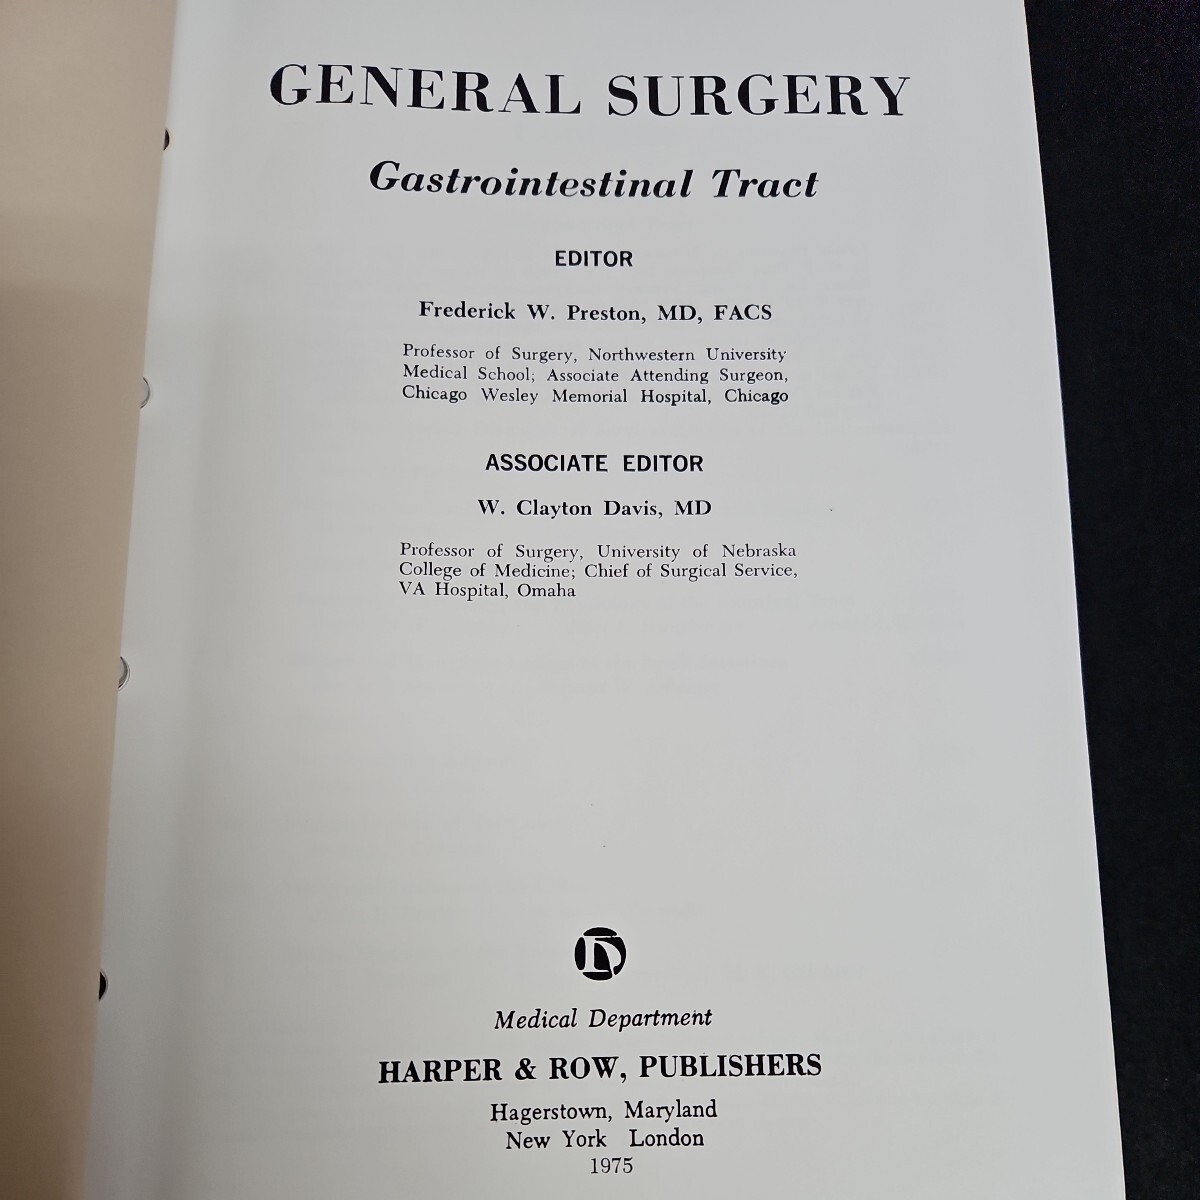 GENERAL SURGERY
Gastrointestinal Tract
EDITOR
Frederick W. Preston, MD, FACS
Professor of Surgery, Northwestern University
Medical School; Associate Attending Surgeon,
Chicago Wesley Memorial Hospital, Chicago
ASSOCIATE EDITOR
W. Clayton Davis, MD
Professor of Surgery, University of Nebraska
College of Medicine; Chief of Surgical Service,
VA Hospital, Omaha
Medical Department
HARPER & ROW, PUBLISHERS
Hagerstown, Maryland
New York London
1975